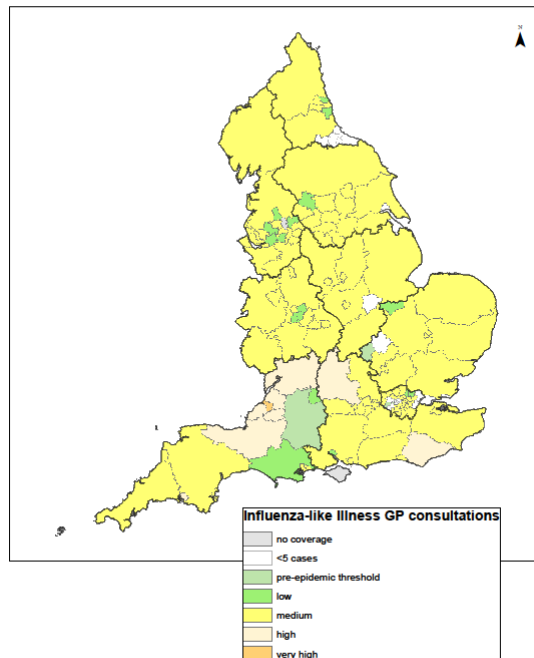 N
Influenza-like Illness GP consultations
no coverage
<5 cases
pre-epidemic threshold
low
medium
high
very high